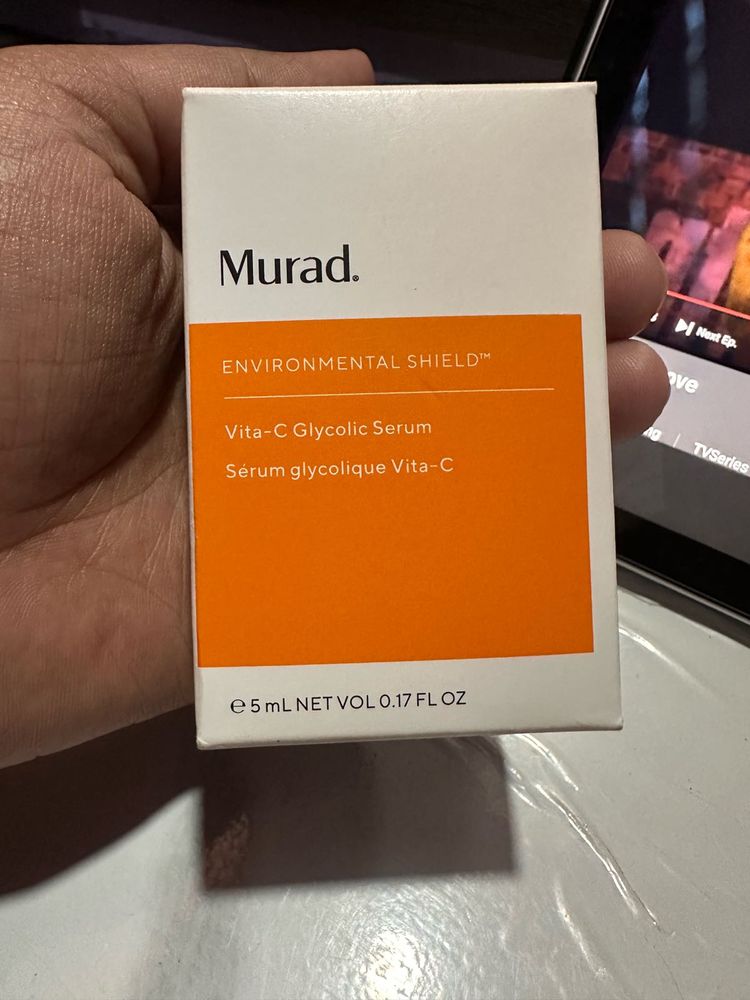 Murad®
ENVIRONMENTAL SHIELD™
Vita-C Glycolic Serum
Sérum glycolique Vita-C
℮ 5 mL NET VOL 0.17 FL OZ
Next Ep.
TVSeries